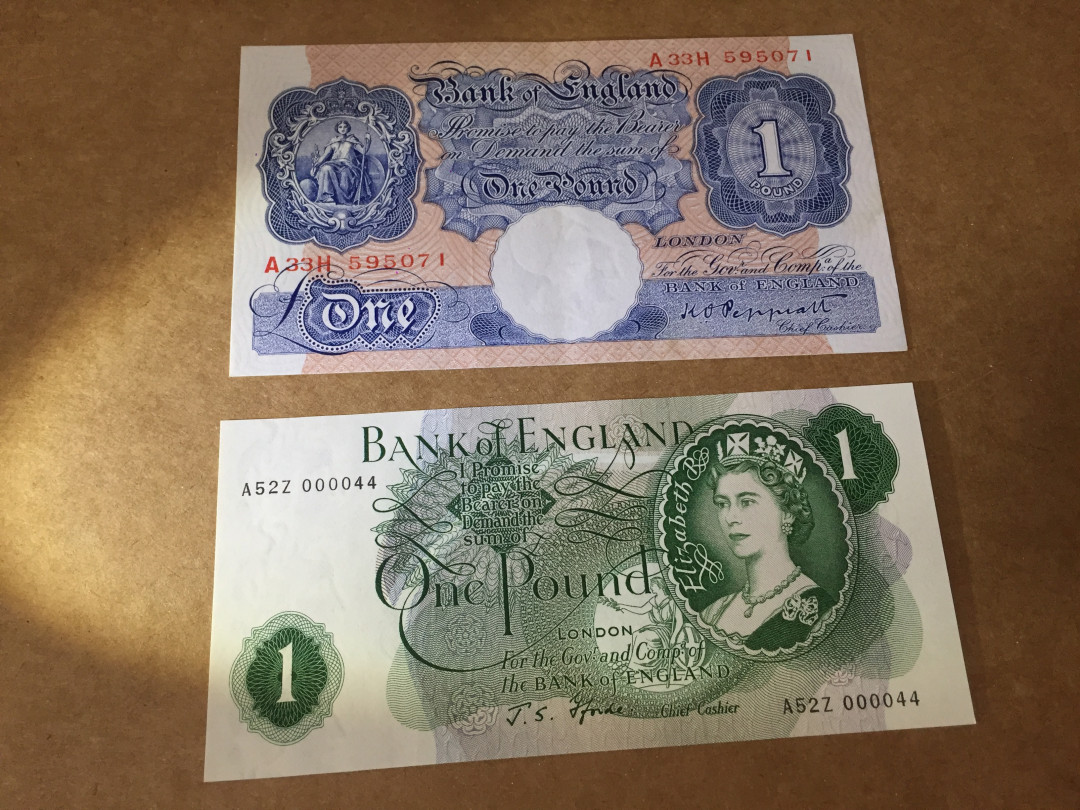 A33H 595071
Bank of England
Promise to pay the Bearer
on Demand the sum of
One Pound
1
POUND
A33H 595071
LONDON
For the Govr. and Compa. of the
BANK OF ENGLAND
£One
K O Peppiatt
Chief Cashier
BANK of ENGLAND
1
A52Z 000044
I Promise
to pay the
Bearer on
Demand the
sum of
One Pound
Elizabeth R
LONDON
For the Govr. and Compa. of
the BANK of ENGLAND
1
J. S. Fforde
Chief Cashier
A52Z 000044